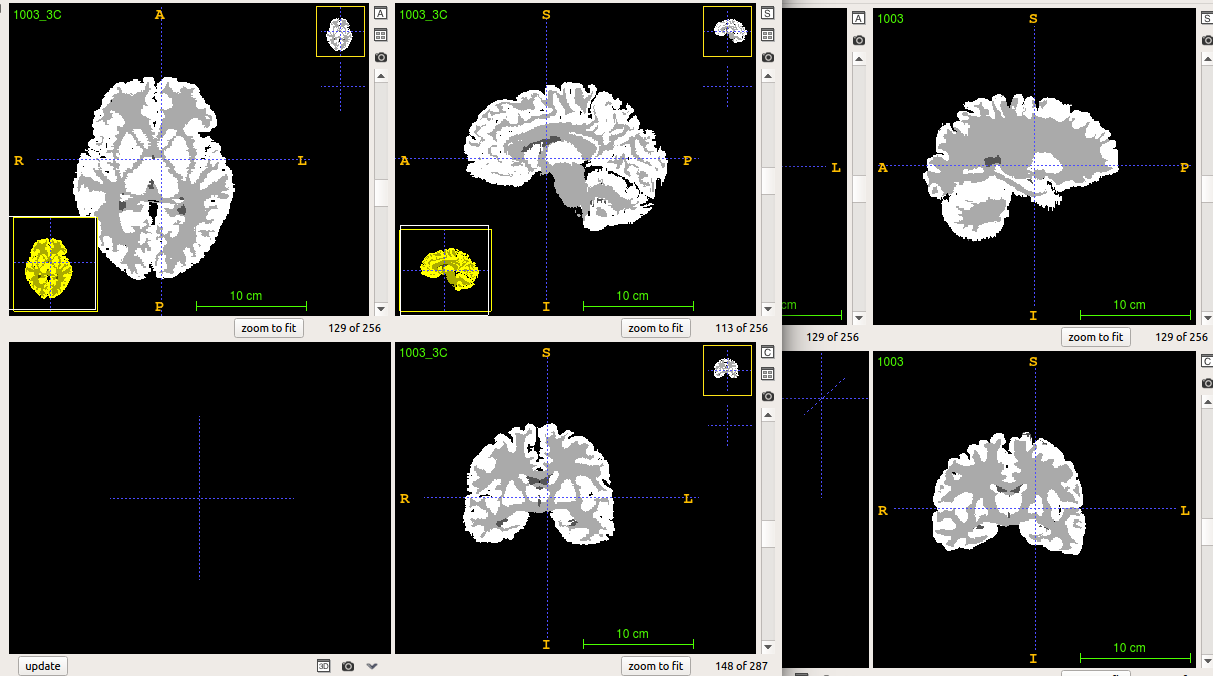 1003_3C
A
A
R
L
P
10 cm
zoom to fit
129 of 256
1003_3C
S
S
A
P
I
10 cm
zoom to fit
113 of 256
A
L
cm
129 of 256
1003
S
S
A
P
I
10 cm
zoom to fit
129 of 256
update
3D
1003_3C
S
C
R
L
I
10 cm
zoom to fit
148 of 287
1003
S
C
R
L
I
10 cm